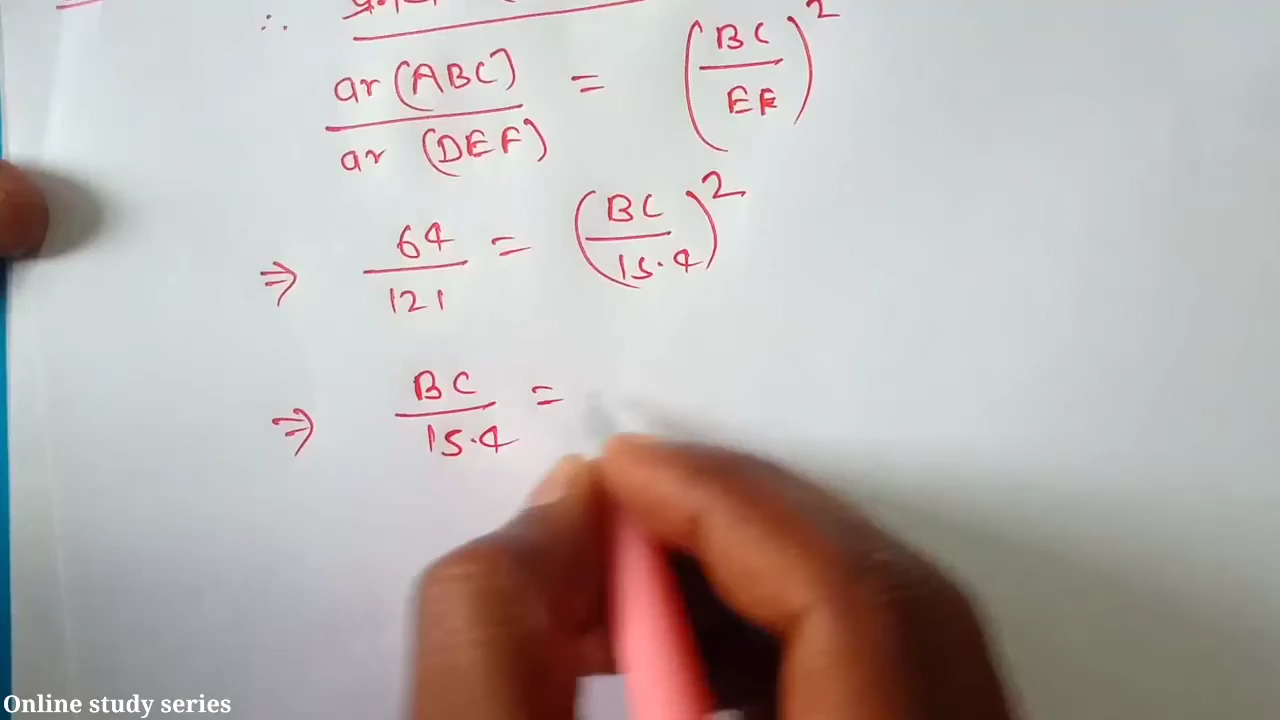 ∴
ar (ABC) / ar (DEF) = (BC / EF)²
⇒ 64 / 121 = (BC / 15.4)²
⇒ BC / 15.4 =
Online study series